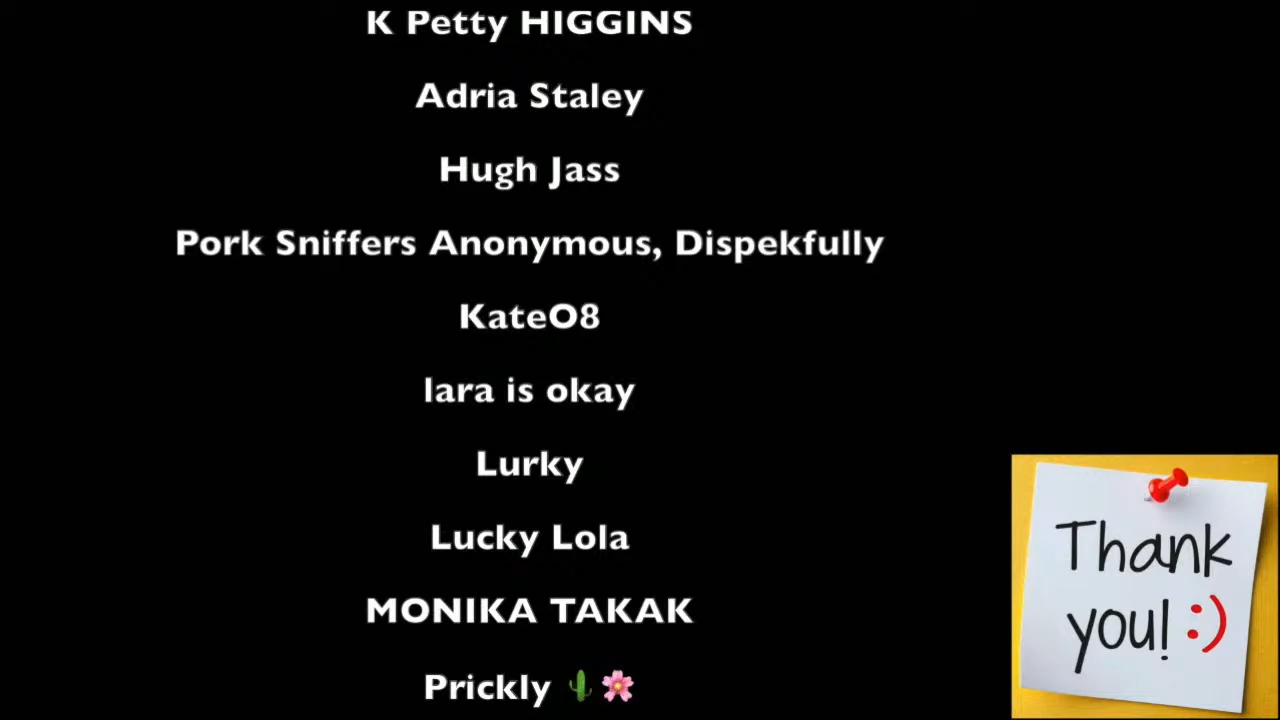 K Petty HIGGINS
Adria Staley
Hugh Jass
Pork Sniffers Anonymous, Dispekfully
KateO8
lara is okay
Lurky
Lucky Lola
MONIKA TAKAK
Prickly 🌵🌸
Thank
you! :)